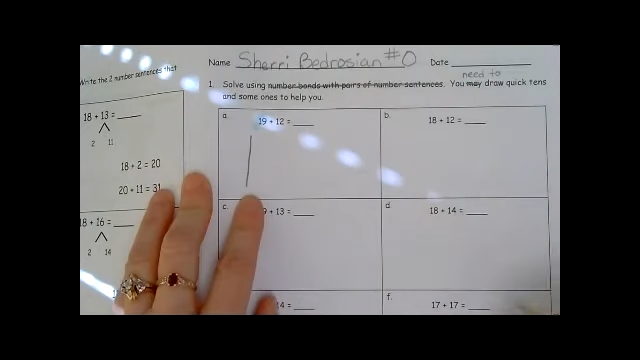 Write the 2 number sentences that
18 + 13 = ____
2 11
18 + 2 = 20
20 + 11 = 31
18 + 16 = ____
2 14
Name Sherri Bedrosian #0 Date
need to
1. Solve using number bonds with pairs of number sentences. You may draw quick tens
and some ones to help you.
a. 19 + 12 = ____
b. 18 + 12 = ____
c. 9 + 13 = ____
d. 18 + 14 = ____
4 = ____
f. 17 + 17 = ____